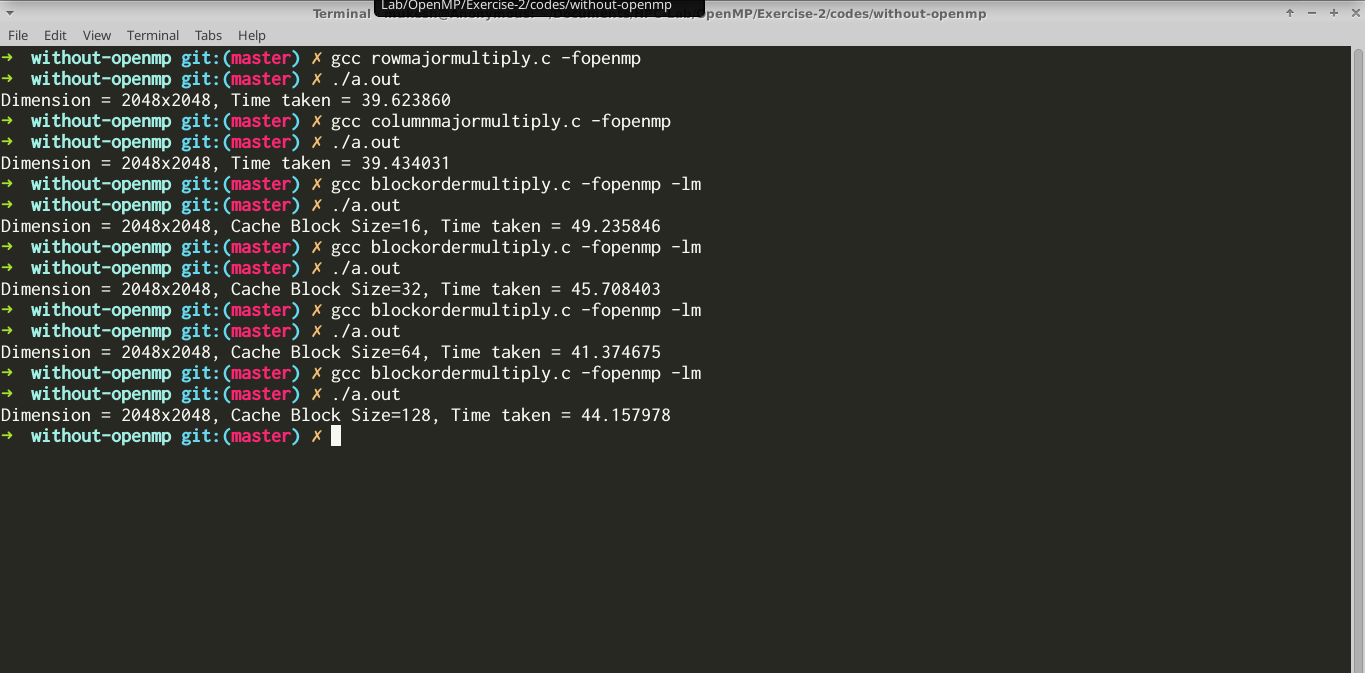 Lab/OpenMP/Exercise-2/codes/without-openmp
Terminal OpenMP/Exercise-2/codes/without-openmp
File Edit View Terminal Tabs Help
➜ without-openmp git:(master) ✗ gcc rowmajormultiply.c -fopenmp
➜ without-openmp git:(master) ✗ ./a.out
Dimension = 2048x2048, Time taken = 39.623860
➜ without-openmp git:(master) ✗ gcc columnmajormultiply.c -fopenmp
➜ without-openmp git:(master) ✗ ./a.out
Dimension = 2048x2048, Time taken = 39.434031
➜ without-openmp git:(master) ✗ gcc blockordermultiply.c -fopenmp -lm
➜ without-openmp git:(master) ✗ ./a.out
Dimension = 2048x2048, Cache Block Size=16, Time taken = 49.235846
➜ without-openmp git:(master) ✗ gcc blockordermultiply.c -fopenmp -lm
➜ without-openmp git:(master) ✗ ./a.out
Dimension = 2048x2048, Cache Block Size=32, Time taken = 45.708403
➜ without-openmp git:(master) ✗ gcc blockordermultiply.c -fopenmp -lm
➜ without-openmp git:(master) ✗ ./a.out
Dimension = 2048x2048, Cache Block Size=64, Time taken = 41.374675
➜ without-openmp git:(master) ✗ gcc blockordermultiply.c -fopenmp -lm
➜ without-openmp git:(master) ✗ ./a.out
Dimension = 2048x2048, Cache Block Size=128, Time taken = 44.157978
➜ without-openmp git:(master) ✗